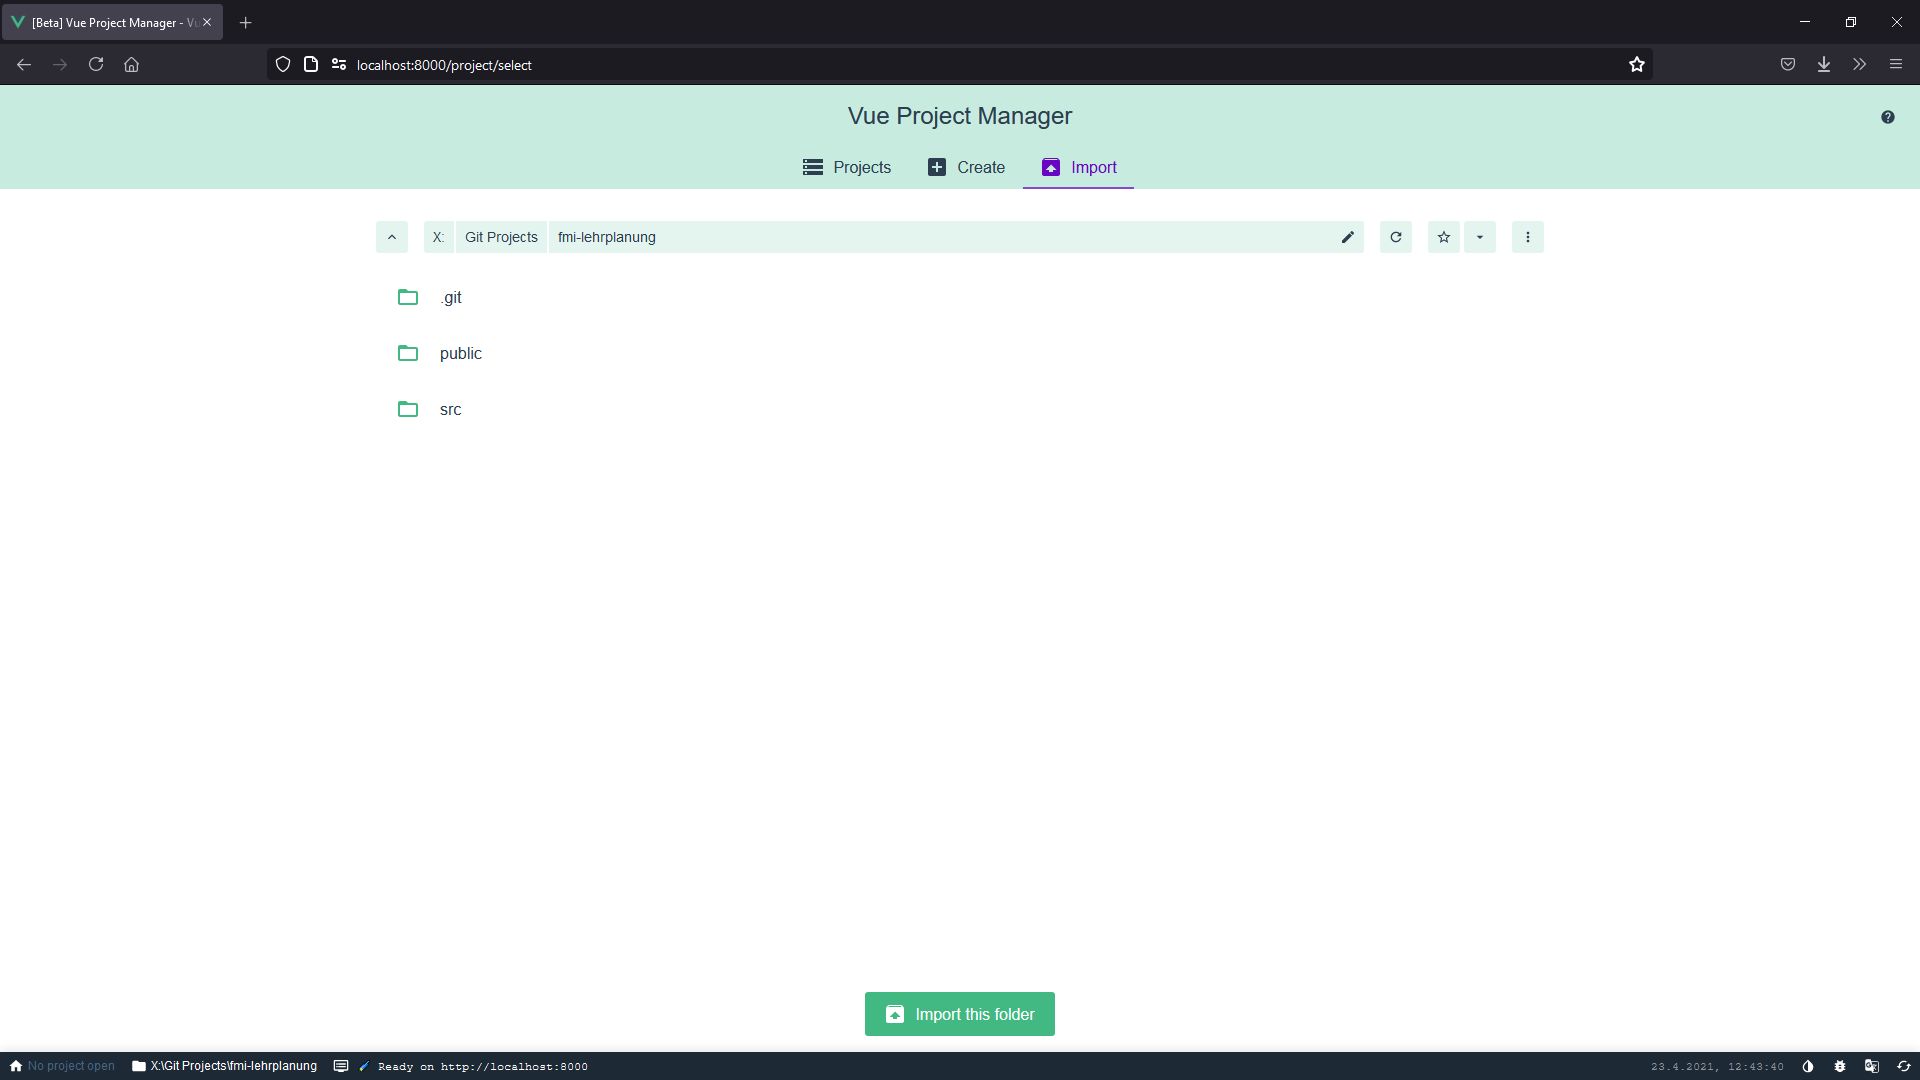 [Beta] Vue Project Manager - Vu
localhost:8000/project/select
Vue Project Manager
Projects
Create
Import
X:
Git Projects
fmi-lehrplanung
.git
public
src
Import this folder
No project open
X:\Git Projects\fmi-lehrplanung
Ready on http://localhost:8000
23.4.2021, 12:43:40